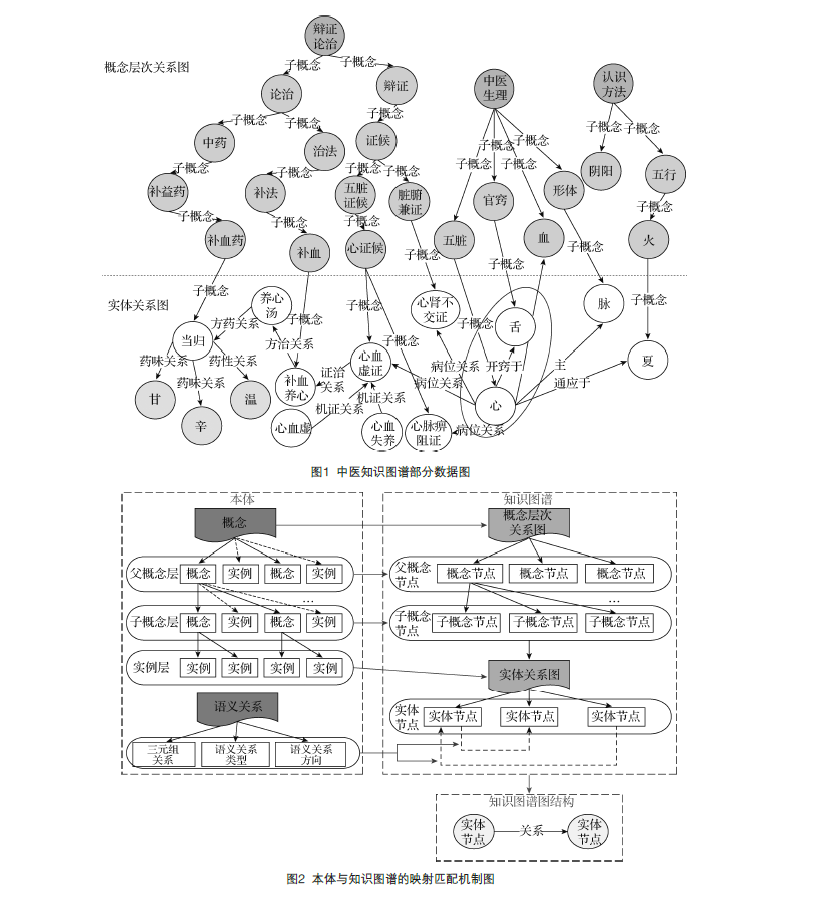 辩证
论治
子概念
子概念
概念层次关系图
论治
辩证
中医
生理
认识
方法
子概念
子概念
子概念
子概念
子概念
中药
治法
证候
子概念
子概念
子概念
子概念
子概念
子概念
子概念
子概念
阴阳
五行
补益药
补法
五脏
证候
脏腑
兼证
官窍
形体
子概念
子概念
子概念
子概念
补血药
补血
心证候
五脏
血
火
子概念
子概念
子概念
实体关系图
子概念
养心
汤
子概念
子概念
心肾不
交证
子概念
舌
脉
子概念
方药关系
当归
方治关系
子概念
药味关系
药性关系
药味关系
证治
关系
心血
虚证
病位关系
开窍于
主
夏
补血
养心
病位关系
通应于
甘
温
机证关系
机证关系
心
辛
心血虚
心血
失养
心脉痹
阻证
病位关系
图1 中医知识图谱部分数据图
本体
知识图谱
概念
概念层次
关系图
父概念层
概念
实例
概念
实例
父概念
节点
概念节点
概念节点
概念节点
...
...
子概念层
概念
实例
概念
实例
子概念
节点
子概念节点
子概念节点
子概念节点
实例层
实例
实例
实例
实例
实体关系图
语义关系
实体
节点
实体节点
实体节点
实体节点
三元组
关系
语义关系
类型
语义关系
方向
知识图谱图结构
实体
节点
关系
实体
节点
图2 本体与知识图谱的映射匹配机制图